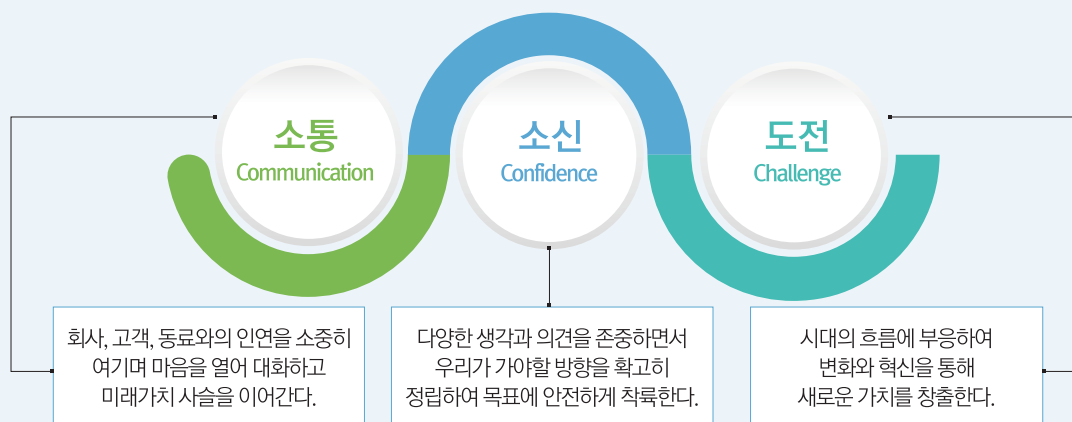 소통
Communication
소신
Confidence
도전
Challenge
회사, 고객, 동료와의 인연을 소중히
여기며 마음을 열어 대화하고
미래가치 사슬을 이어간다.
다양한 생각과 의견을 존중하면서
우리가 가야할 방향을 확고히
정립하여 목표에 안전하게 착륙한다.
시대의 흐름에 부응하여
변화와 혁신을 통해
새로운 가치를 창출한다.